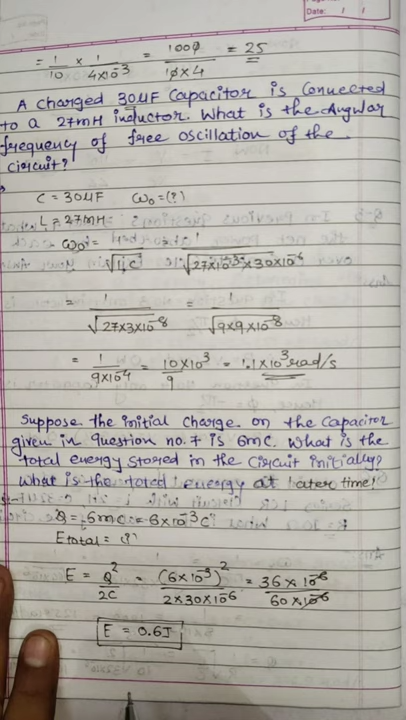 Date: / /
= 1/10 × 1/4×10⁻³ = 1000/10×4 = 25
A charged 30µF Capacitor is Connected
to a 27mH inductor. What is the Angular
frequency of free oscillation of the
circuit?
C = 30µF ω₀ = (?)
L = 27mH
ω₀ = 1/√LC = 1/√27×10⁻³×30×10⁻⁶
= 1/√27×3×10⁻⁸ = 1/√9×9×10⁻⁸
= 1/9×10⁻⁴ = 10×10³/9 = 1.1×10³ rad/s
Suppose the initial charge on the Capacitor
given in question no. 7 is 6mC. What is the
total energy stored in the circuit initially?
what is the total energy at later time?
Q = 6mC = 6×10⁻³C
Etotal = (?)
E = Q²/2C = (6×10⁻³)²/2×30×10⁻⁶ = 36×10⁻⁶/60×10⁻⁶
E = 0.6J